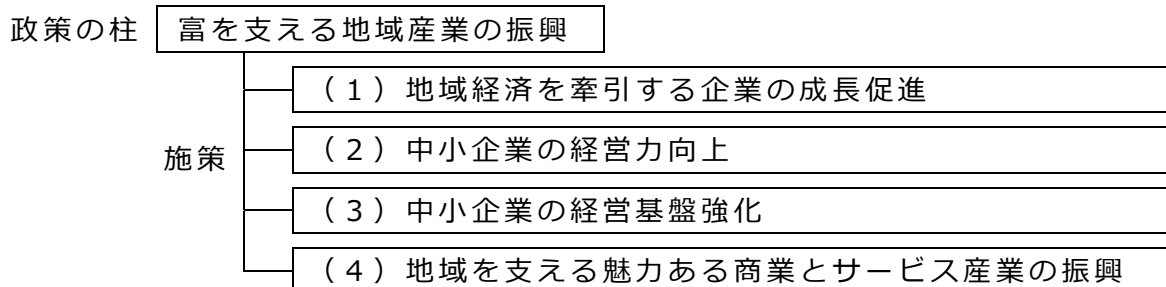 政策の柱 富を支える地域産業の振興
（1）地域経済を牽引する企業の成長促進
施策
（2）中小企業の経営力向上
（3）中小企業の経営基盤強化
（4）地域を支える魅力ある商業とサービス産業の振興